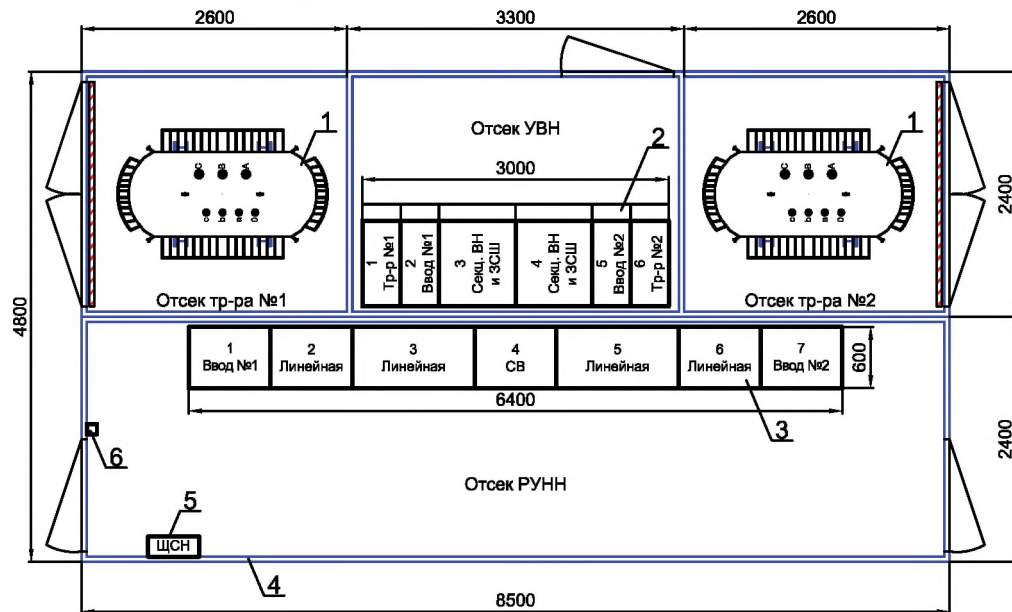 2600
3300
2600
1
Отсек УВН
2
1
C
B
A
c
b
a
0
3000
C
B
A
c
b
a
0
2400
4800
1
Тр-р №1
2
Ввод №1
3
Секц. ВН
и ЗСШ
4
Секц. ВН
и ЗСШ
5
Ввод №2
6
Тр-р №2
Отсек тр-ра №1
Отсек тр-ра №2
1
Ввод №1
2
Линейная
3
Линейная
4
СВ
5
Линейная
6
Линейная
7
Ввод №2
600
6400
3
6
2400
Отсек РУНН
5
ЩСН
4
8500